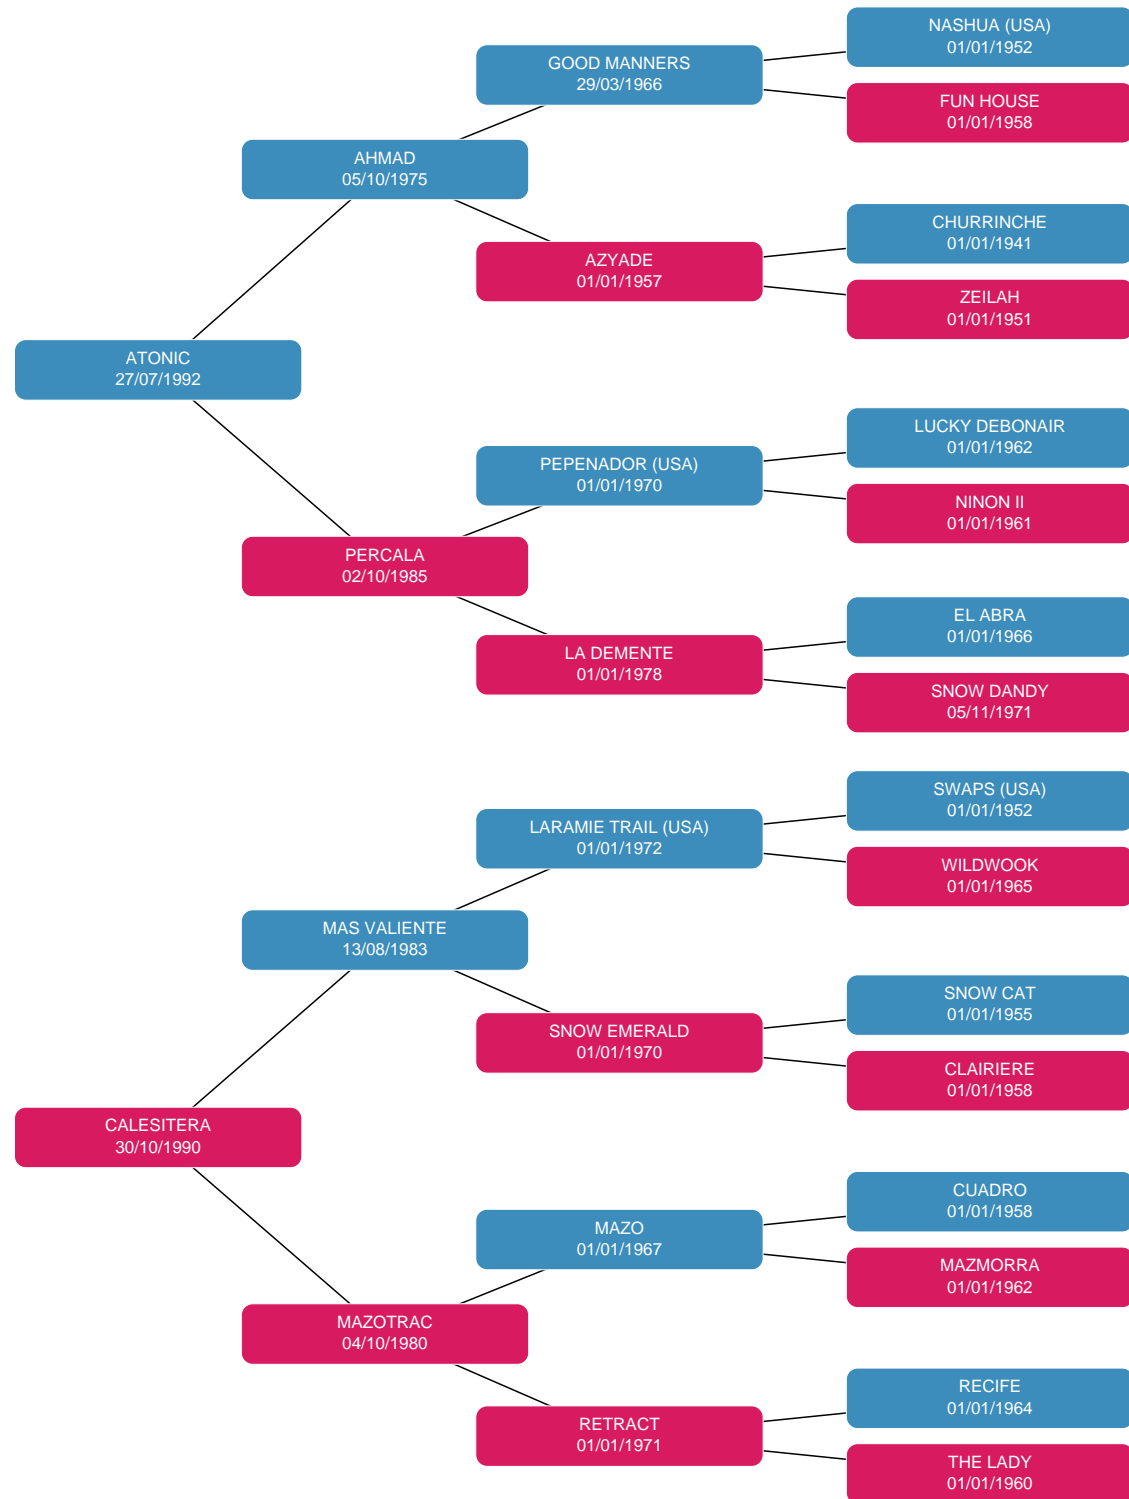 NASHUA (USA)
01/01/1952
GOOD MANNERS
29/03/1966
FUN HOUSE
01/01/1958
AHMAD
05/10/1975
CHURRINCHE
01/01/1941
AZYADE
01/01/1957
ZEILAH
01/01/1951
ATONIC
27/07/1992
LUCKY DEBONAIR
01/01/1962
PEPENADOR (USA)
01/01/1970
NINON II
01/01/1961
PERCALA
02/10/1985
EL ABRA
01/01/1966
LA DEMENTE
01/01/1978
SNOW DANDY
05/11/1971
SWAPS (USA)
01/01/1952
LARAMIE TRAIL (USA)
01/01/1972
WILDWOOK
01/01/1965
MAS VALIENTE
13/08/1983
SNOW CAT
01/01/1955
SNOW EMERALD
01/01/1970
CLAIRIERE
01/01/1958
CALESITERA
30/10/1990
CUADRO
01/01/1958
MAZO
01/01/1967
MAZMORRA
01/01/1962
MAZOTRAC
04/10/1980
RECIFE
01/01/1964
RETRACT
01/01/1971
THE LADY
01/01/1960